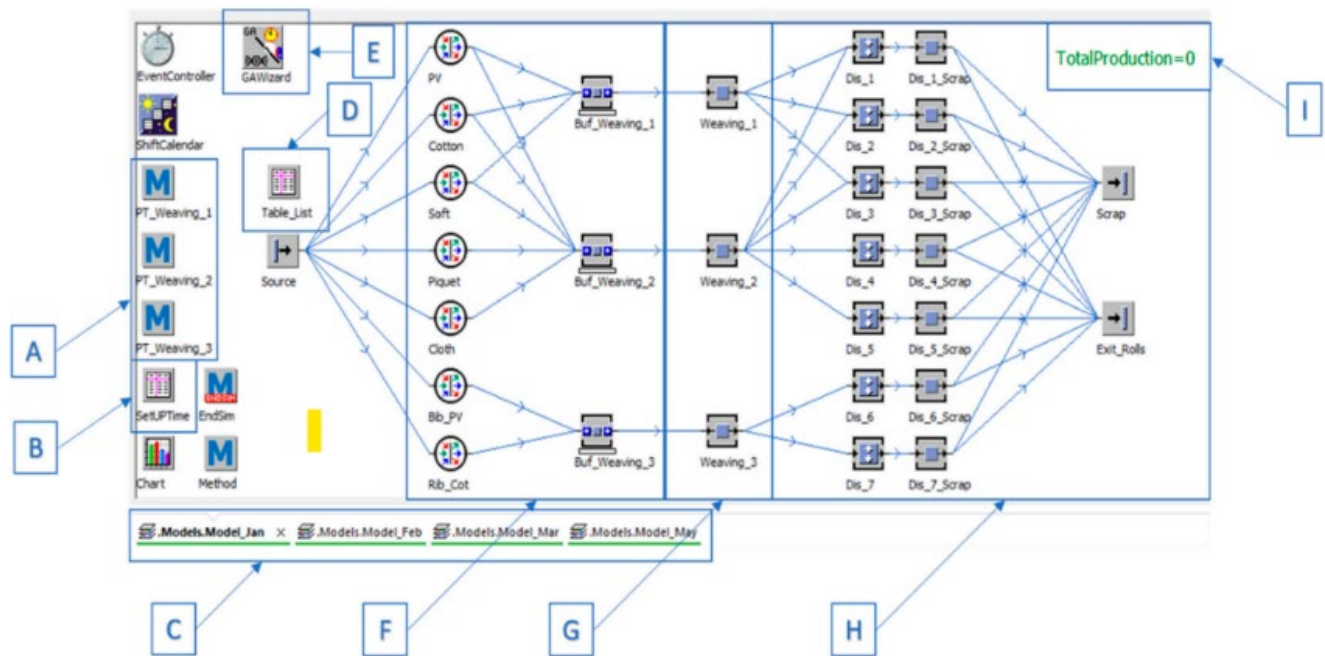 GA
E
TotalProduction=0
EventController
GAWizard
PV
Dis_1
Dis_1_Scrap
I
D
Buf_Weaving_1
Weaving_1
ShiftCalendar
Cotton
Dis_2
Dis_2_Scrap
M
PT_Weaving_1
Table_List
Soft
Dis_3
Dis_3_Scrap
Scrap
M
PT_Weaving_2
Source
Piquet
Buf_Weaving_2
Weaving_2
Dis_4
Dis_4_Scrap
M
PT_Weaving_3
Cloth
Dis_5
Dis_5_Scrap
Exit_Rolls
A
M
ENDSIM
SetUPTime
EndSim
Bib_PV
Dis_6
Dis_6_Scrap
B
Buf_Weaving_3
Weaving_3
M
Chart
Method
Rib_Cot
Dis_7
Dis_7_Scrap
.Models.Model_Jan ×
.Models.Model_Feb
.Models.Model_Mar
.Models.Model_May
C
F
G
H